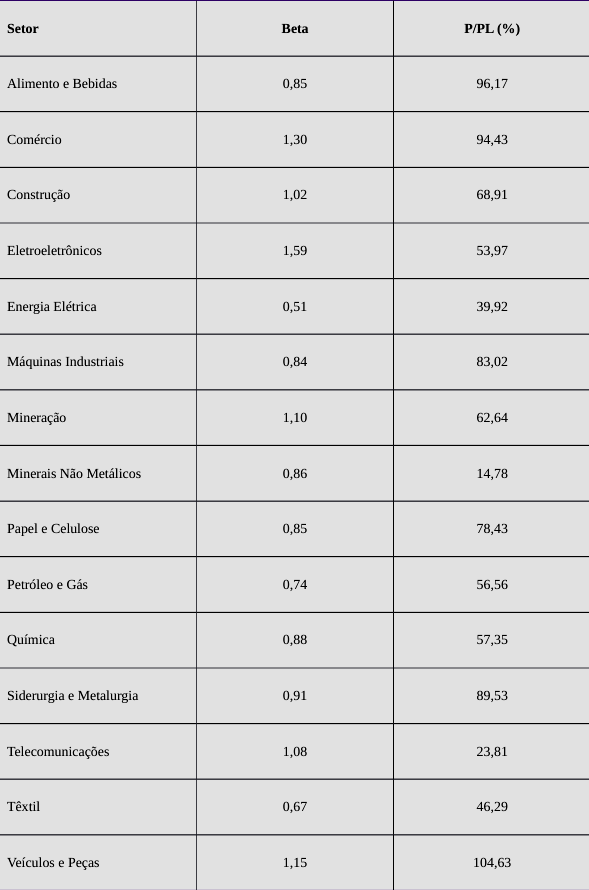 Setor Beta P/PL (%)
Alimento e Bebidas 0,85 96,17
Comércio 1,30 94,43
Construção 1,02 68,91
Eletroeletrônicos 1,59 53,97
Energia Elétrica 0,51 39,92
Máquinas Industriais 0,84 83,02
Mineração 1,10 62,64
Minerais Não Metálicos 0,86 14,78
Papel e Celulose 0,85 78,43
Petróleo e Gás 0,74 56,56
Química 0,88 57,35
Siderurgia e Metalurgia 0,91 89,53
Telecomunicações 1,08 23,81
Têxtil 0,67 46,29
Veículos e Peças 1,15 104,63